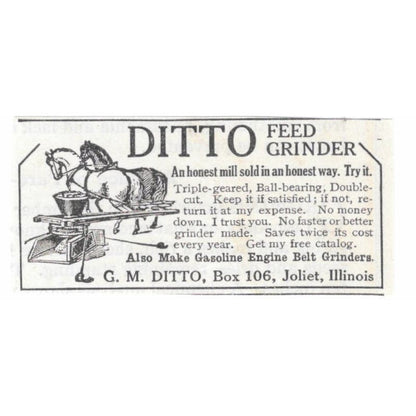 DITTO FEED GRINDER
An honest mill sold in an honest way. Try it.
Triple-geared, Ball-bearing, Double-
cut. Keep it if satisfied; if not, re-
turn it at my expense. No money
down. I trust you. No faster or better
grinder made. Saves twice its cost
every year. Get my free catalog.
Also Make Gasoline Engine Belt Grinders.
G. M. DITTO, Box 106, Joliet, Illinois